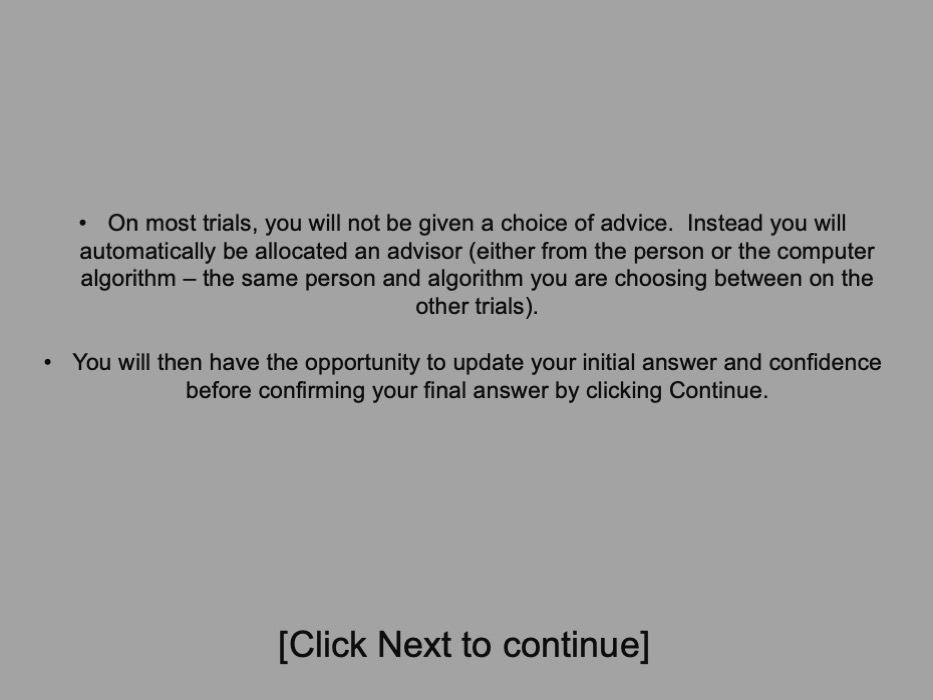 • On most trials, you will not be given a choice of advice.  Instead you will
automatically be allocated an advisor (either from the person or the computer
algorithm – the same person and algorithm you are choosing between on the
other trials).
• You will then have the opportunity to update your initial answer and confidence
before confirming your final answer by clicking Continue.
[Click Next to continue]